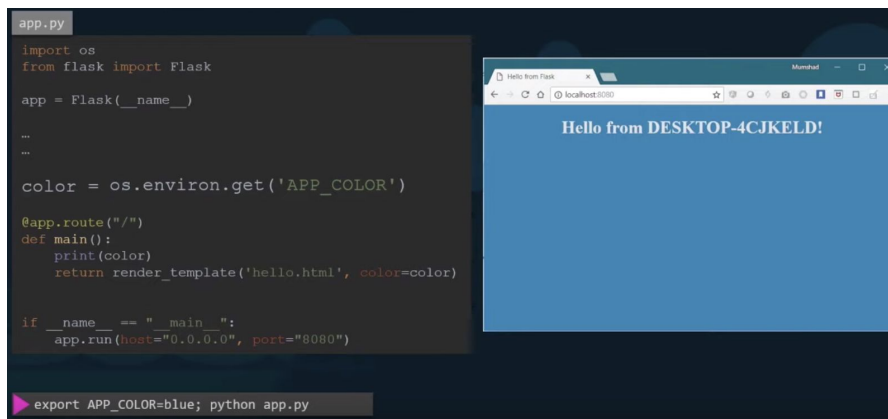 app.py
import os
from flask import Flask
app = Flask(__name__)
…
…
color = os.environ.get('APP_COLOR')
@app.route("/")
def main():
    print(color)
    return render_template('hello.html', color=color)
if __name__ == "__main__":
    app.run(host="0.0.0.0", port="8080")
export APP_COLOR=blue; python app.py
Mumshad
Hello from Flask
localhost:8080
Hello from DESKTOP-4CJKELD!